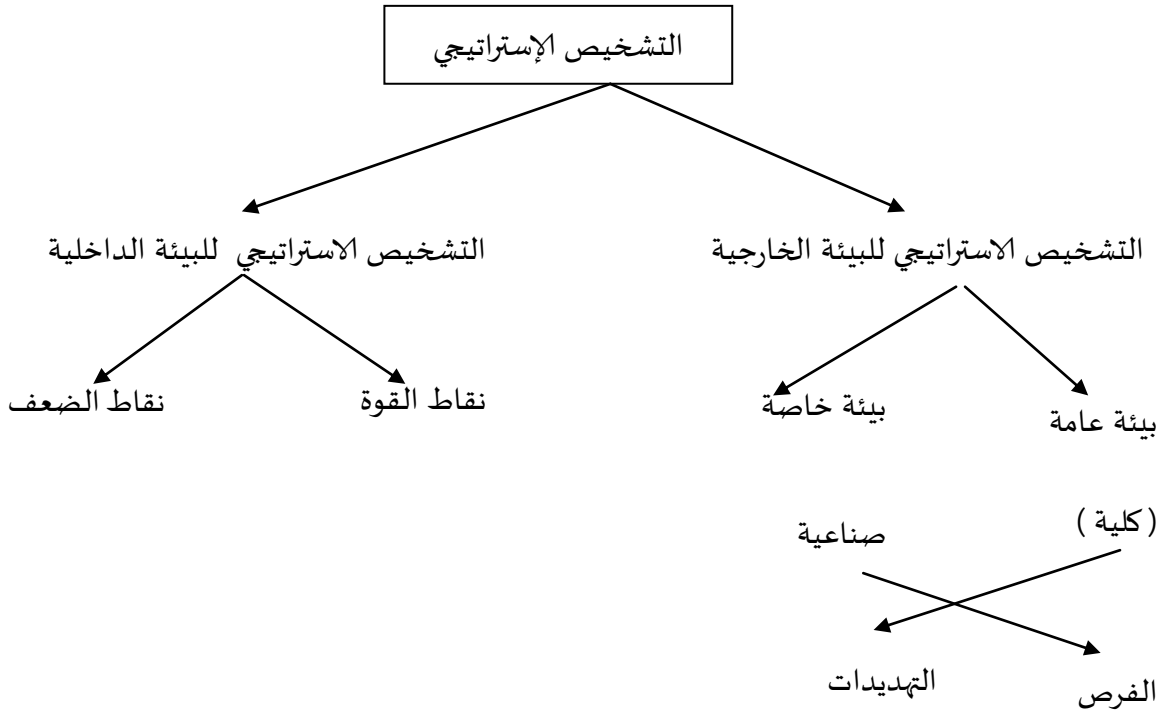 التشخيص الإستراتيجي
التشخيص الاستراتيجي للبيئة الخارجية
التشخيص الاستراتيجي للبيئة الداخلية
بيئة عامة
بيئة خاصة
نقاط القوة
نقاط الضعف
(كلية )
صناعية
الفرص
التهديدات